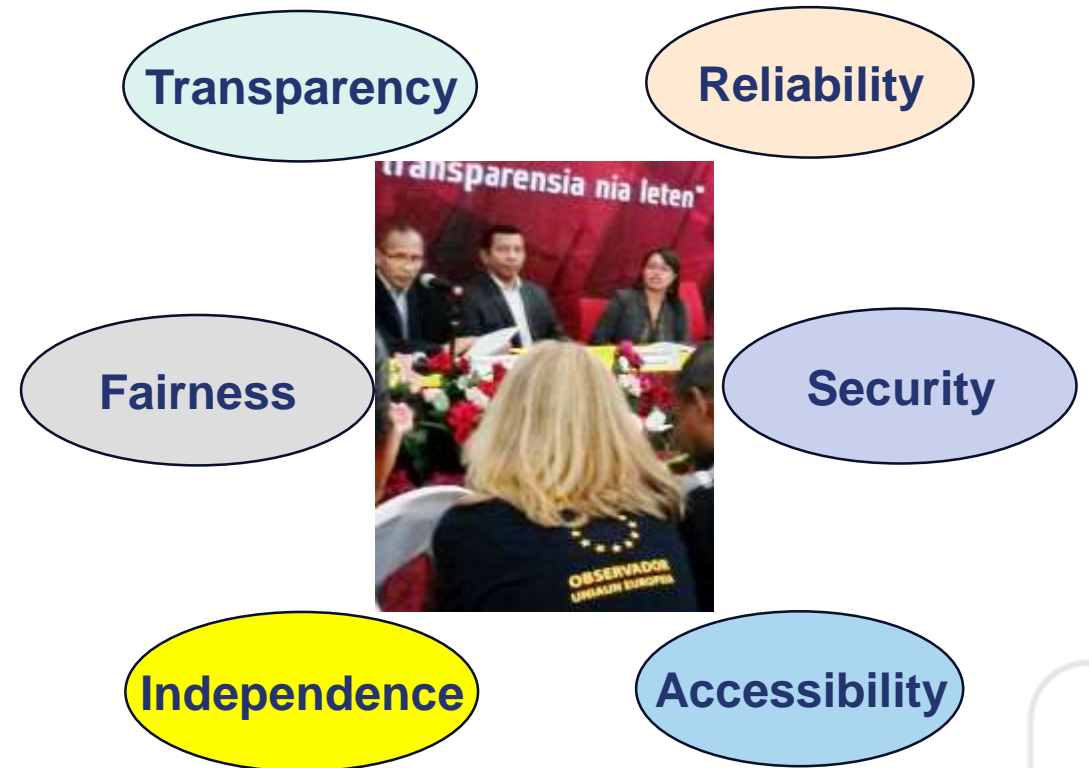 Transparency
Reliability
transparensia nia leten"
Fairness
Security
OBSERVADOR
UNIAUN EUROPEIA
Independence
Accessibility